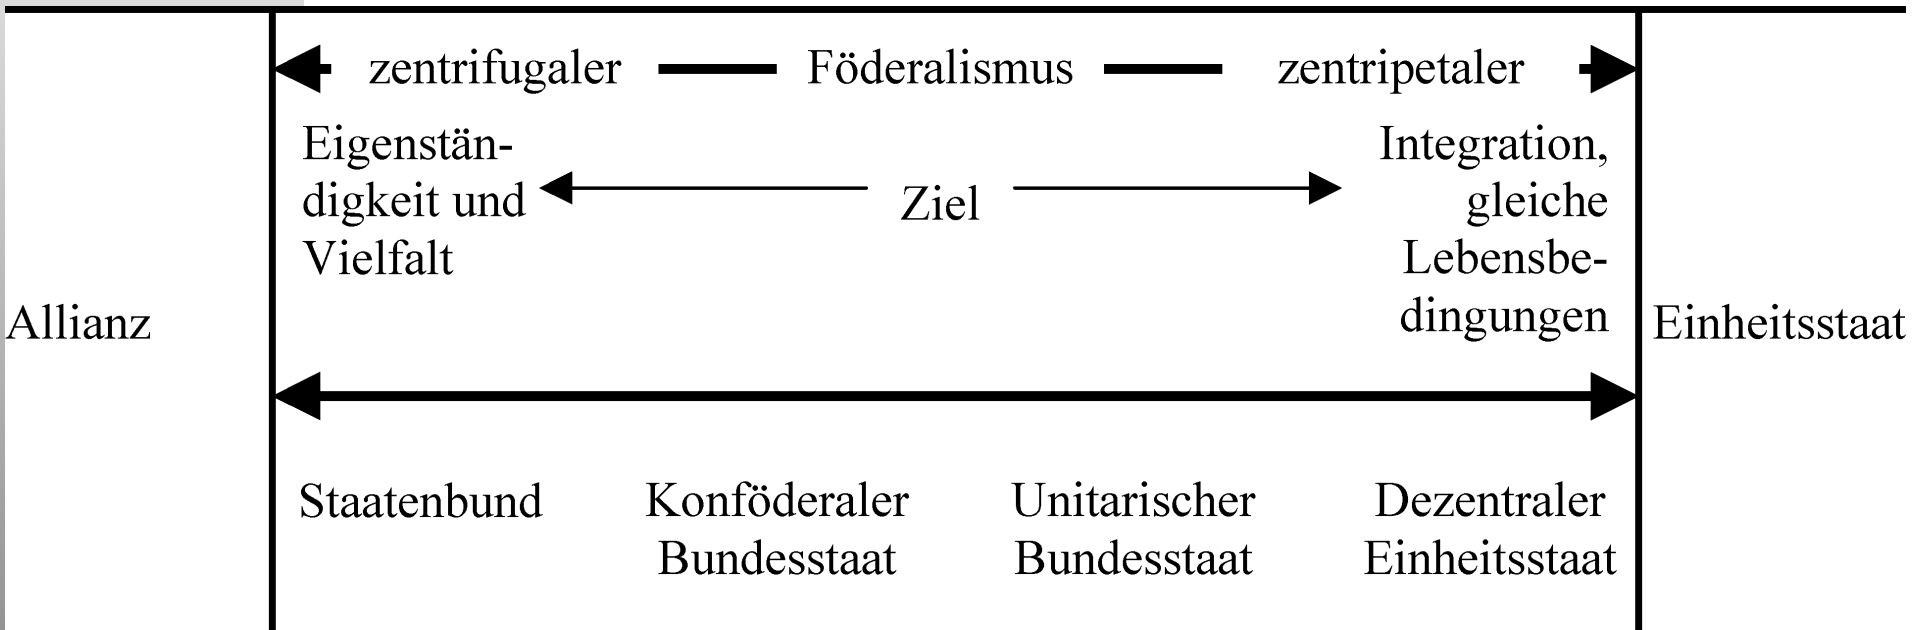 zentrifugaler Föderalismus zentripetaler
Eigenstän-
digkeit und
Vielfalt
Ziel
Integration,
gleiche
Lebensbe-
dingungen
Allianz
Einheitsstaat
Staatenbund
Konföderaler
Bundesstaat
Unitarischer
Bundesstaat
Dezentraler
Einheitsstaat